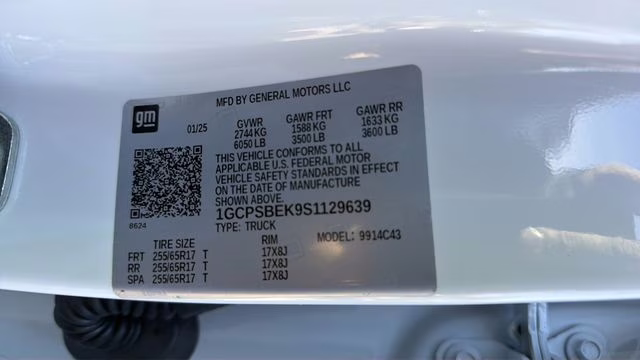 MFD BY GENERAL MOTORS LLC
gm
01/25
GVWR GAWR FRT GAWR RR
2744 KG 1588 KG 1633 KG
6050 LB 3500 LB 3600 LB
THIS VEHICLE CONFORMS TO ALL
APPLICABLE U.S. FEDERAL MOTOR
VEHICLE SAFETY STANDARDS IN EFFECT
ON THE DATE OF MANUFACTURE
SHOWN ABOVE.
8624
1GCPSBEK9S1129639
TYPE: TRUCK MODEL: 9914C43
TIRE SIZE RIM
FRT 255/65R17 T 17X8J
RR 255/65R17 T 17X8J
SPA 255/65R17 T 17X8J